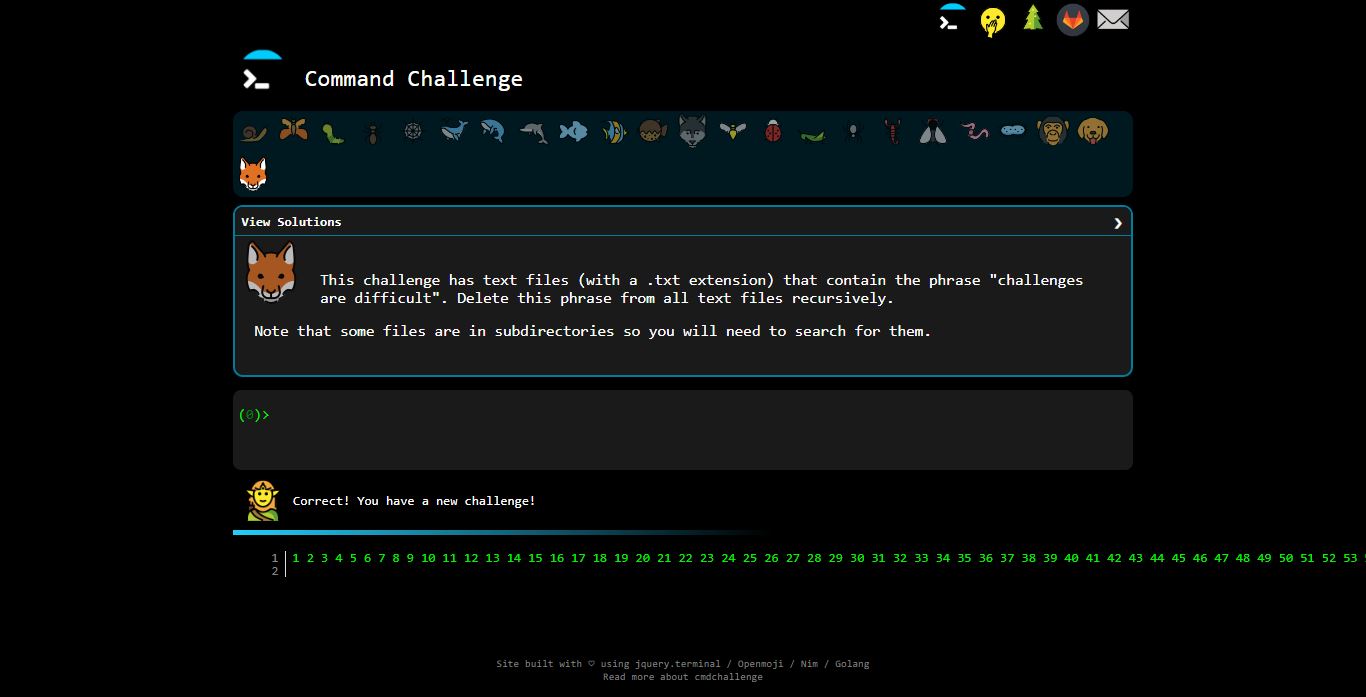 Command Challenge
View Solutions
This challenge has text files (with a .txt extension) that contain the phrase "challenges
are difficult". Delete this phrase from all text files recursively.
Note that some files are in subdirectories so you will need to search for them.
(0)>
Correct! You have a new challenge!
1 1 2 3 4 5 6 7 8 9 10 11 12 13 14 15 16 17 18 19 20 21 22 23 24 25 26 27 28 29 30 31 32 33 34 35 36 37 38 39 40 41 42 43 44 45 46 47 48 49 50 51 52 53
2
Site built with ♡ using jquery.terminal / Openmoji / Nim / Golang
Read more about cmdchallenge